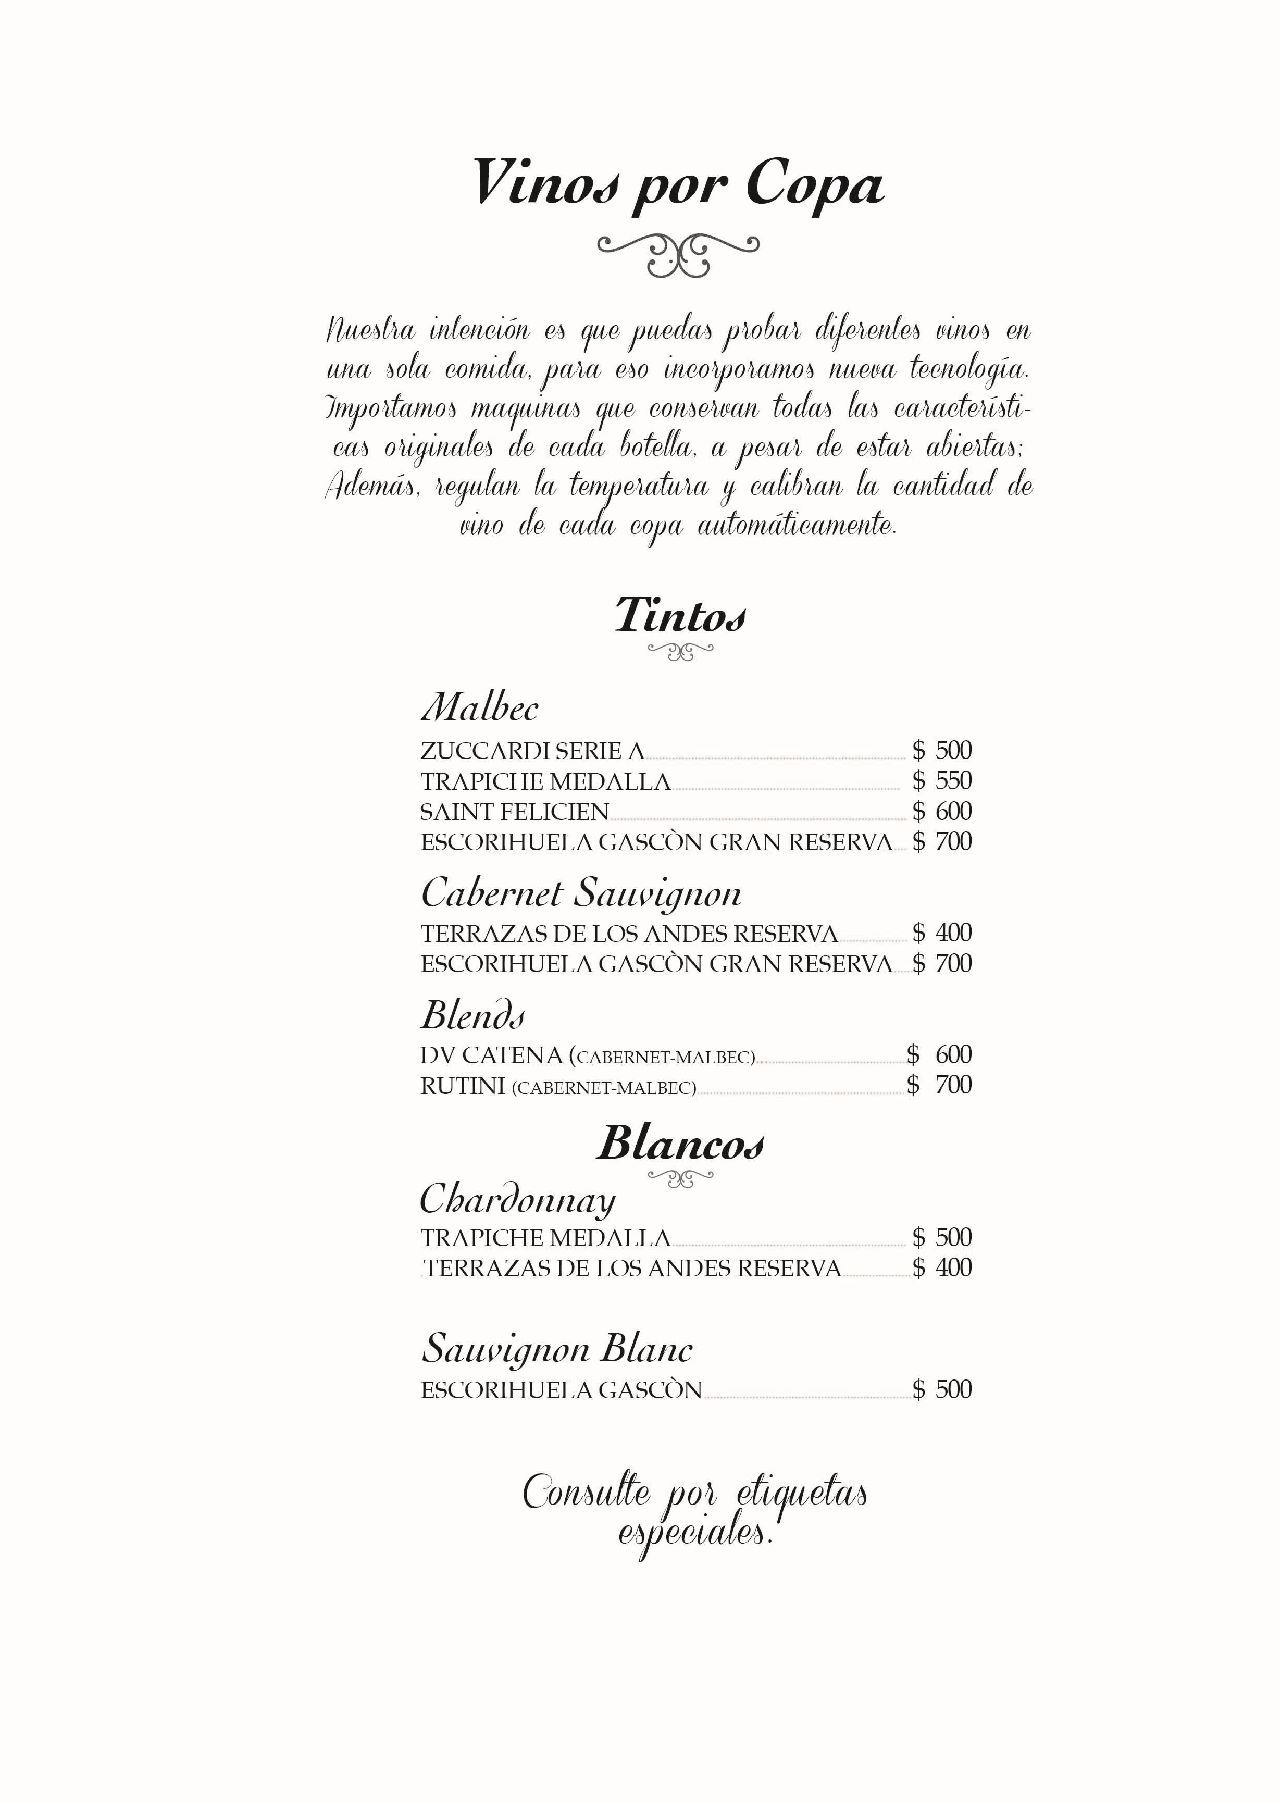 Vinos por Copa
Nuestra intención es que puedas probar diferentes vinos en
una sola comida, para eso incorporamos nueva tecnología.
Importamos maquinas que conservan todas las característi-
cas originales de cada botella, a pesar de estar abiertas;
Además, regulan la temperatura y calibran la cantidad de
vino de cada copa automáticamente.
Tintos
Malbec
ZUCCARDI SERIE A $ 500
TRAPICHE MEDALLA $ 550
SAINT FELICIEN $ 600
ESCORIHUELA GASCÒN GRAN RESERVA $ 700
Cabernet Sauvignon
TERRAZAS DE LOS ANDES RESERVA $ 400
ESCORIHUELA GASCÒN GRAN RESERVA $ 700
Blends
DV CATENA (CABERNET-MALBEC) $ 600
RUTINI (CABERNET-MALBEC) $ 700
Blancos
Chardonnay
TRAPICHE MEDALLA $ 500
TERRAZAS DE LOS ANDES RESERVA $ 400
Sauvignon Blanc
ESCORIHUELA GASCÒN $ 500
Consulte por etiquetas
especiales.